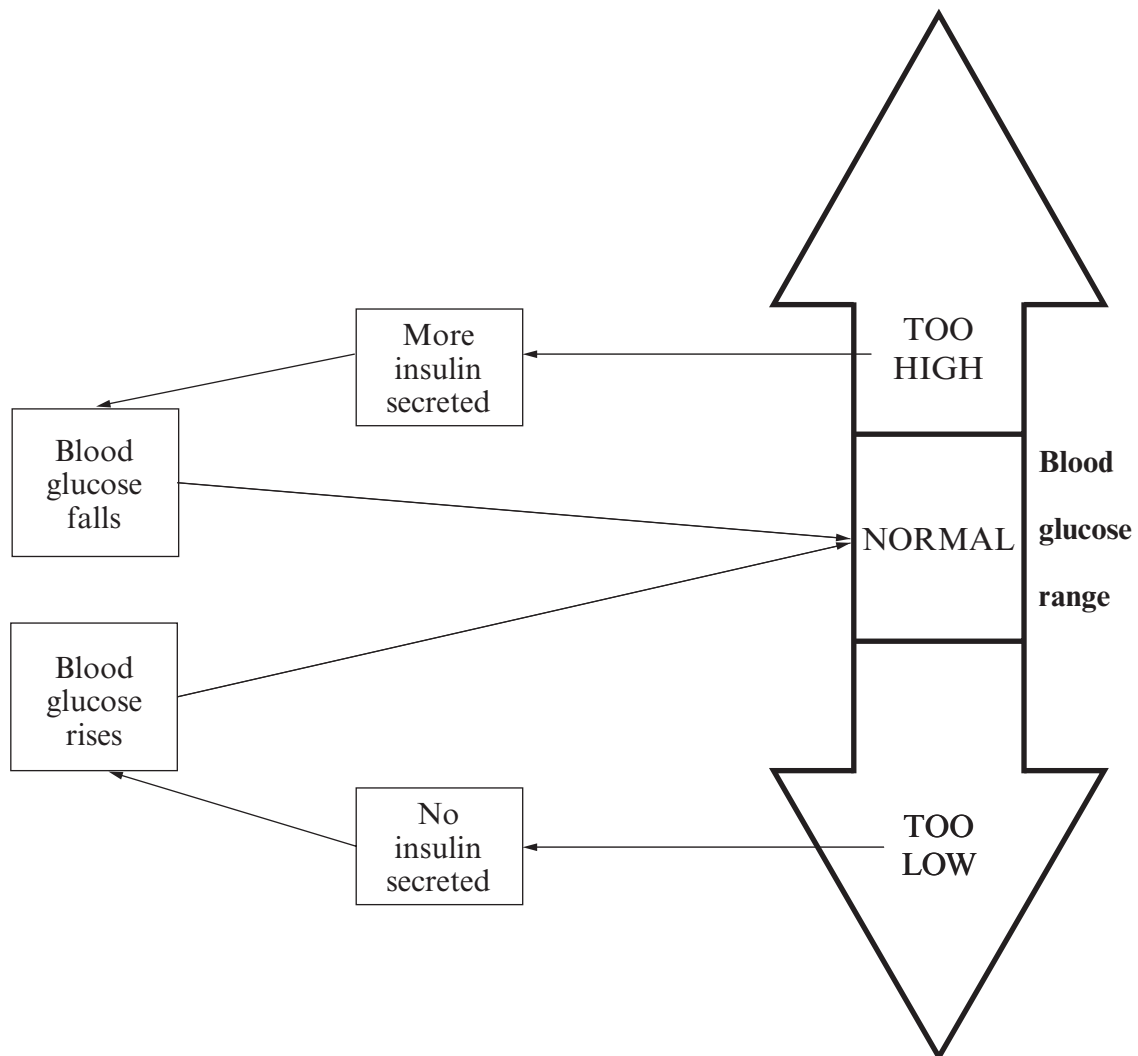 TOO
HIGH
More
insulin
secreted
Blood
glucose
falls
NORMAL
Blood
glucose
range
Blood
glucose
rises
No
insulin
secreted
TOO
LOW